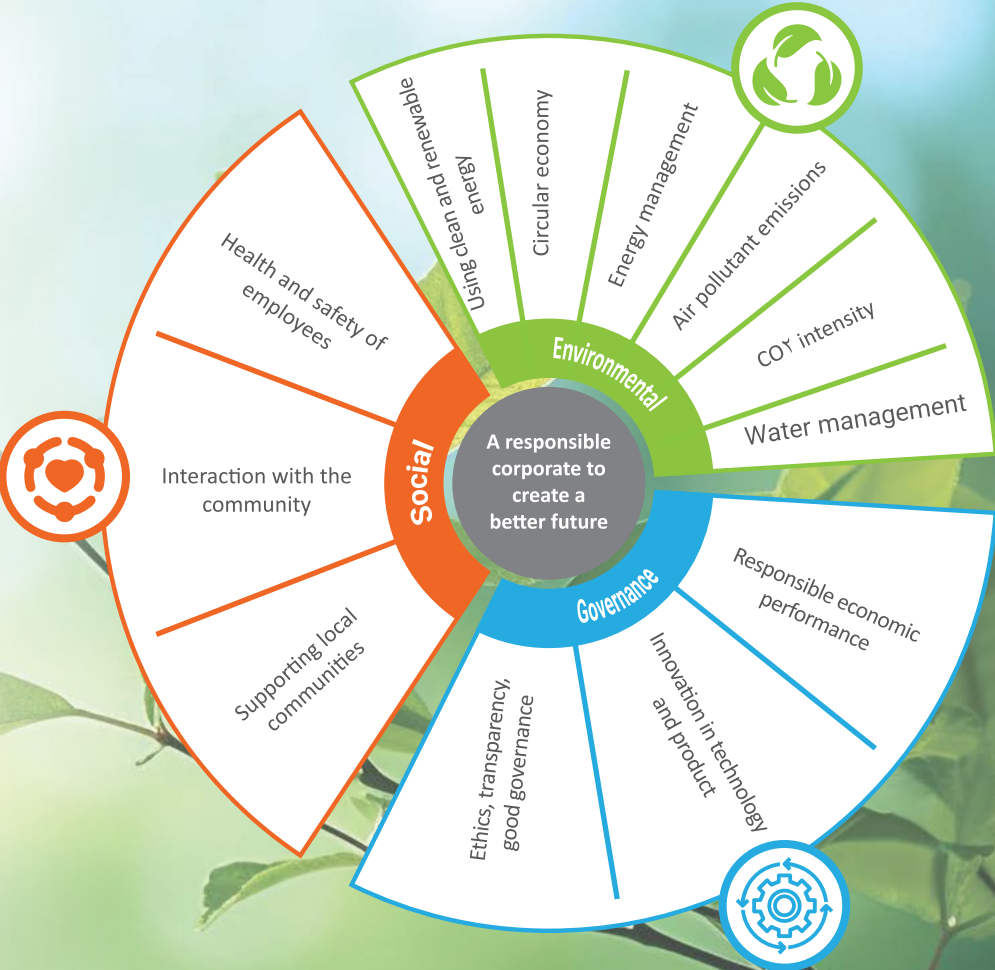 Using clean and renewable
energy
Circular economy
Energy management
Air pollutant emissions
CO۲ intensity
Water management
Environmental
Health and safety of
employees
Interaction with the
community
Supporting local
communities
Social
A responsible
corporate to
create a
better future
Governance
Responsible economic
performance
Innovation in technology
and product
Ethics, transparency,
good governance